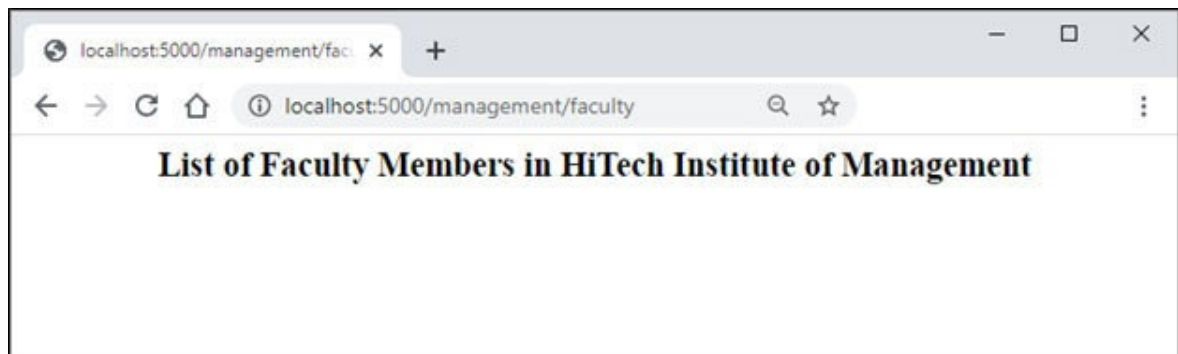 localhost:5000/management/fac
localhost:5000/management/faculty
List of Faculty Members in HiTech Institute of Management